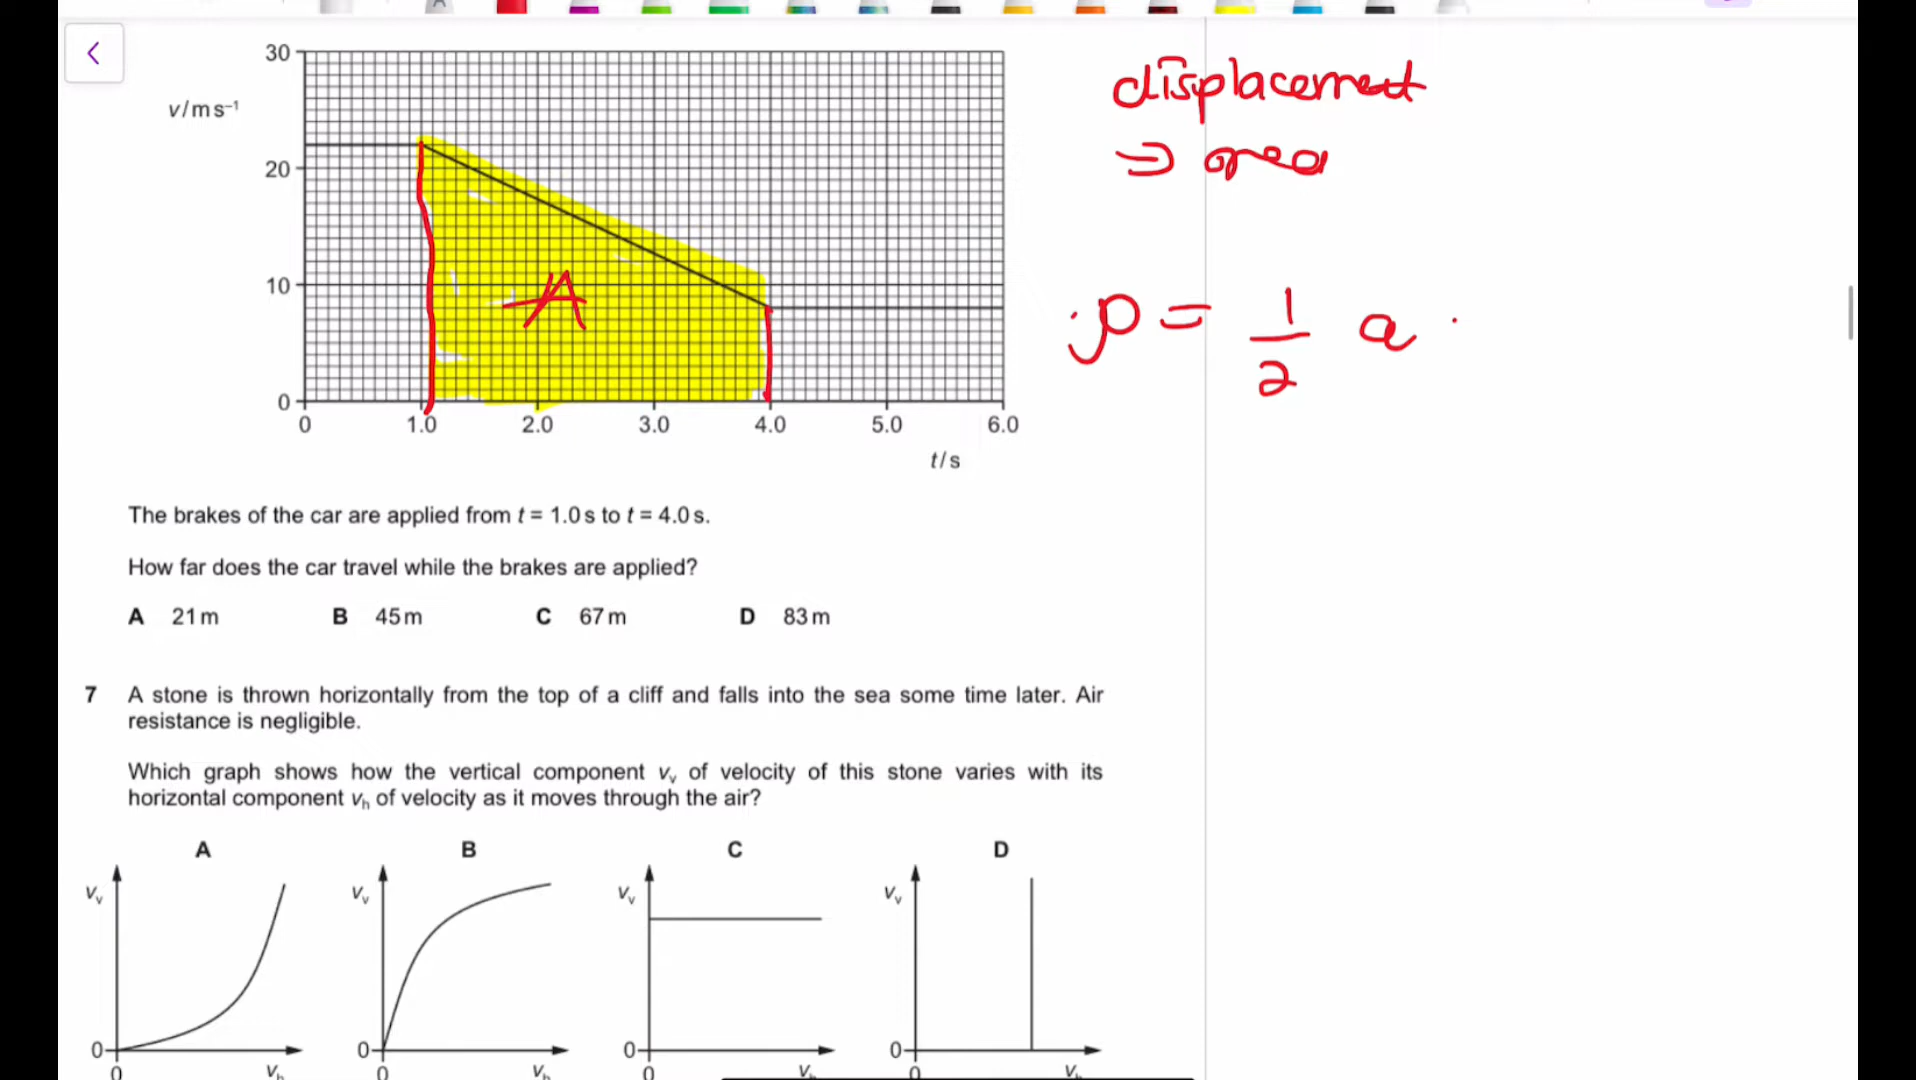 30
v/m s⁻¹
20
10
0
0 1.0 2.0 3.0 4.0 5.0 6.0
t/s
A
displacement
⇒ area
= 1/2 a
The brakes of the car are applied from t = 1.0 s to t = 4.0 s.
How far does the car travel while the brakes are applied?
A 21 m B 45 m C 67 m D 83 m
7 A stone is thrown horizontally from the top of a cliff and falls into the sea some time later. Air
resistance is negligible.
Which graph shows how the vertical component vᵥ of velocity of this stone varies with its
horizontal component vₕ of velocity as it moves through the air?
A B C D
vᵥ vᵥ vᵥ vᵥ
0 0 0 0
0 vₕ 0 vₕ 0 vₕ 0 vₕ